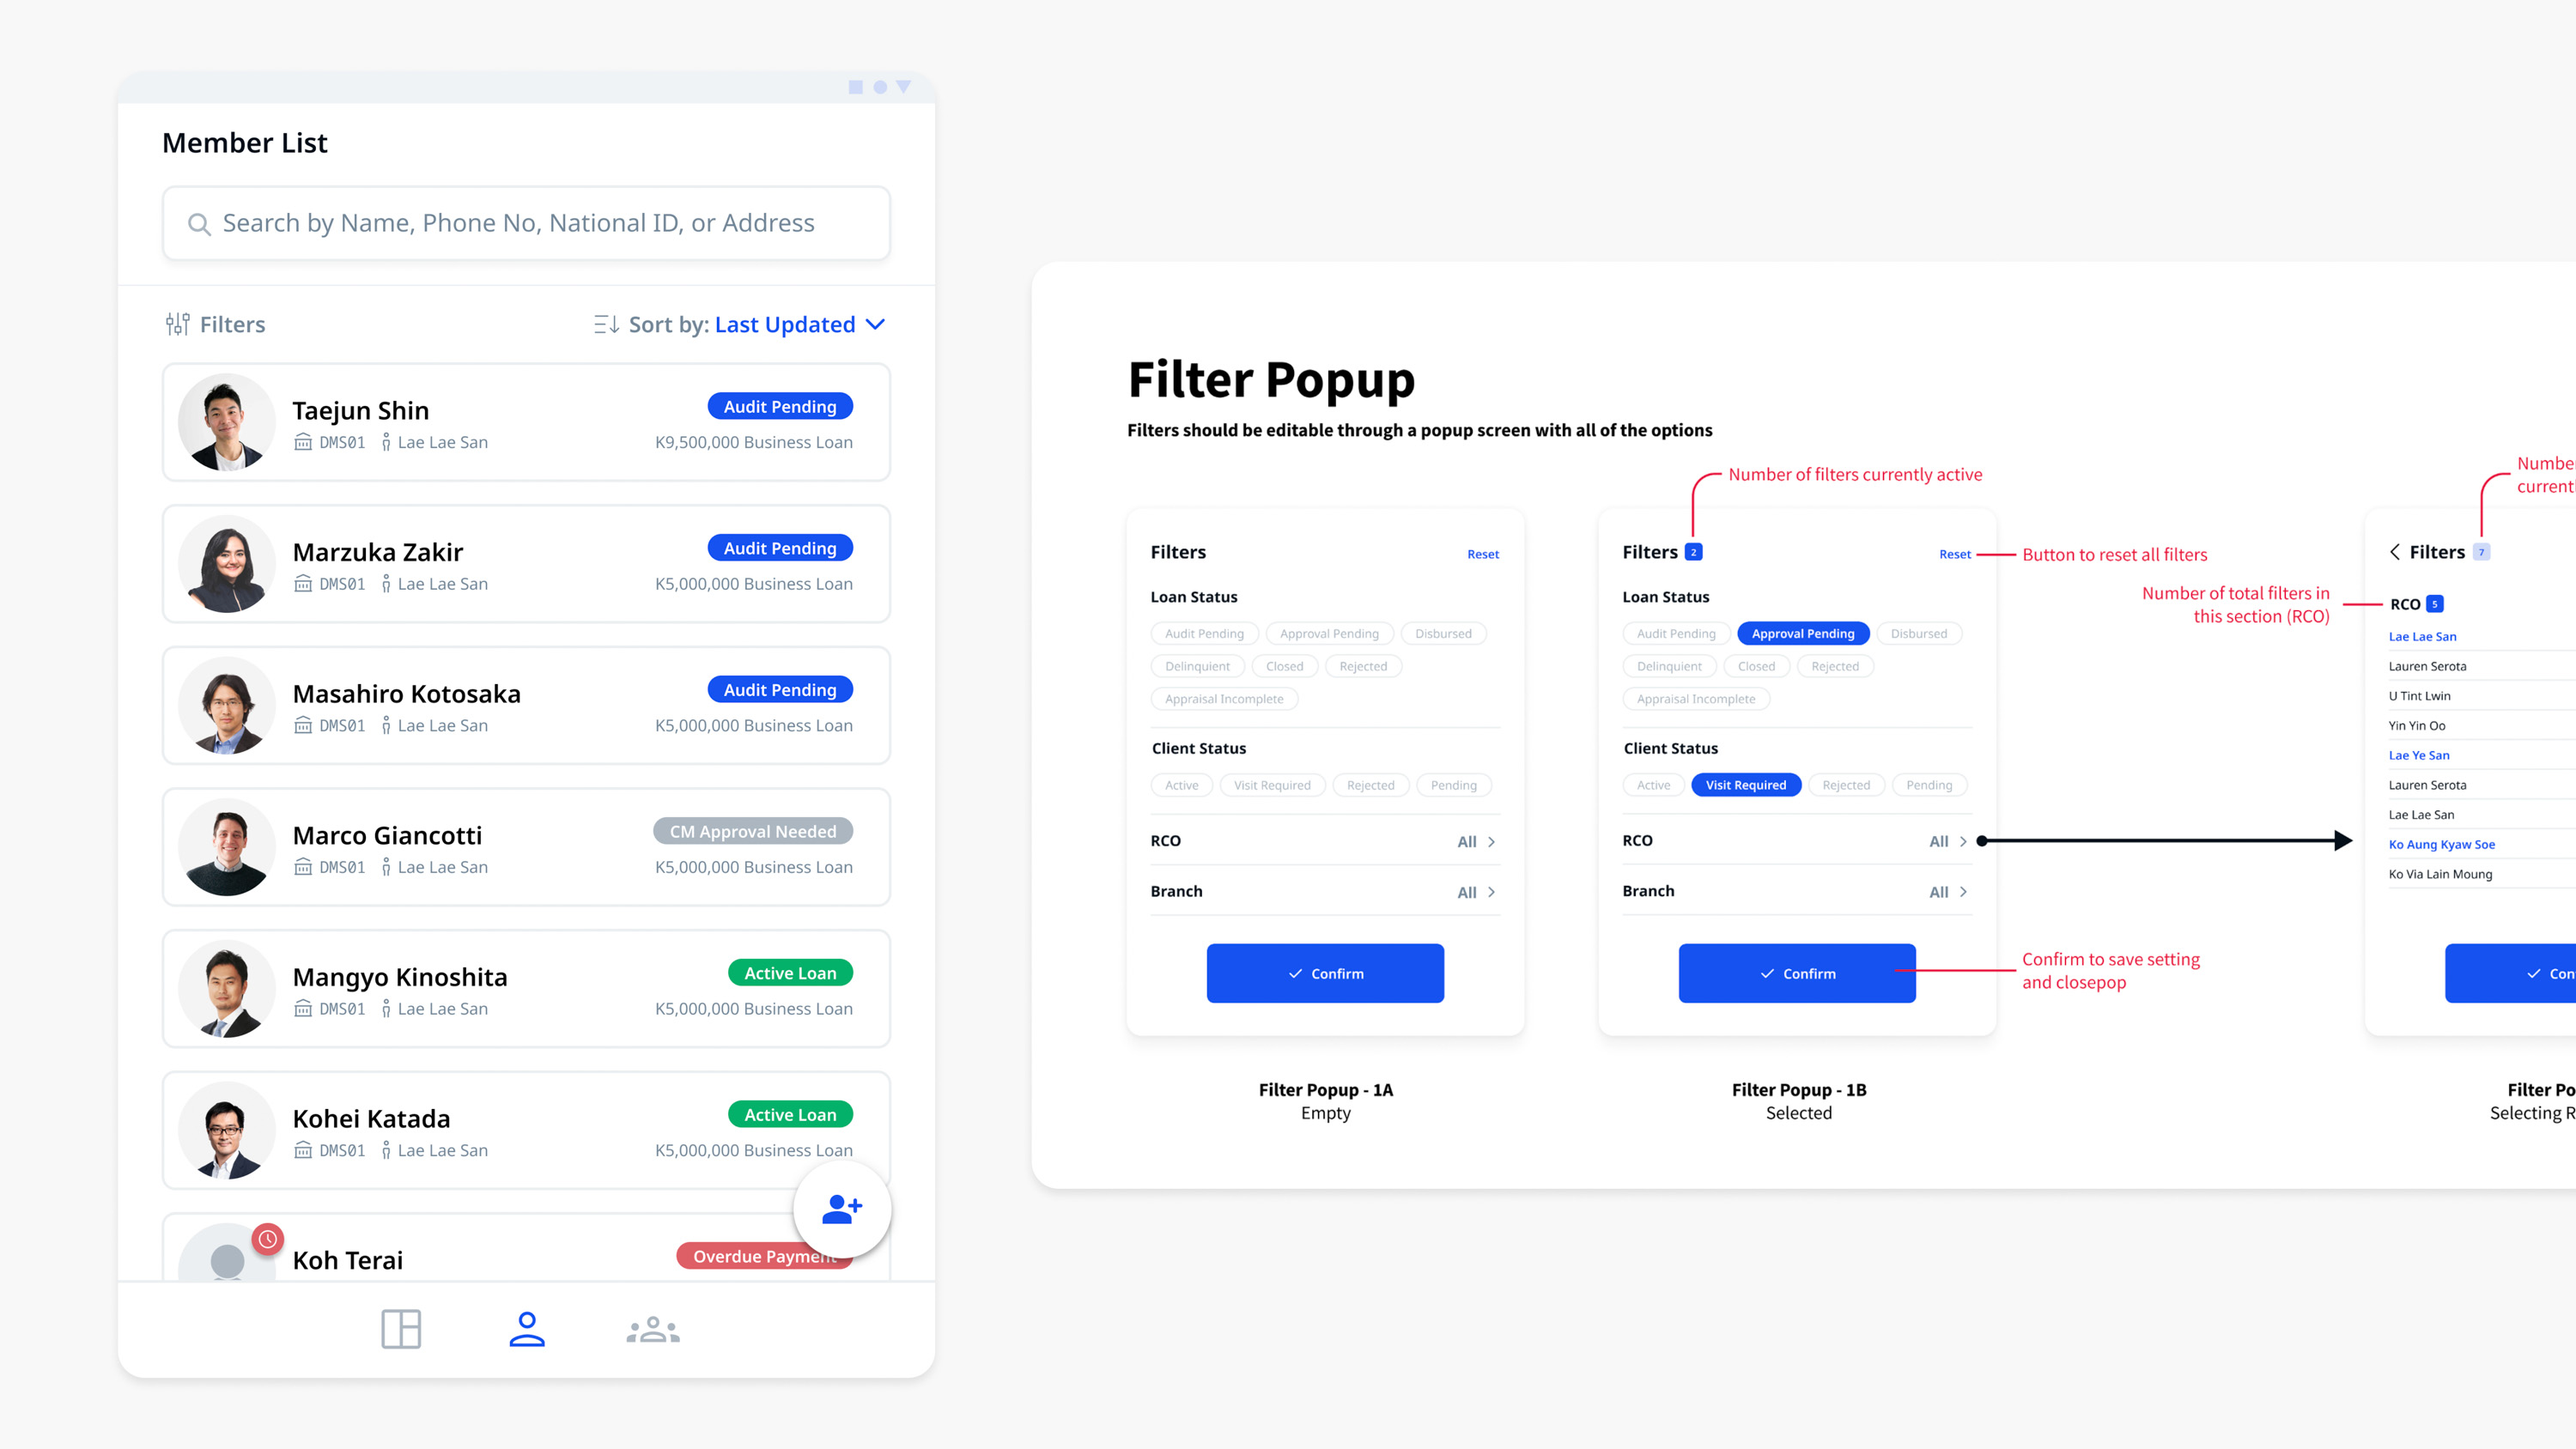 Member List
Search by Name, Phone No, National ID, or Address
Filters
Sort by: Last Updated
Taejun Shin
Audit Pending
DMS01 Lae Lae San
K9,500,000 Business Loan
Marzuka Zakir
Audit Pending
DMS01 Lae Lae San
K5,000,000 Business Loan
Masahiro Kotosaka
Audit Pending
DMS01 Lae Lae San
K5,000,000 Business Loan
Marco Giancotti
CM Approval Needed
DMS01 Lae Lae San
K5,000,000 Business Loan
Mangyo Kinoshita
Active Loan
DMS01 Lae Lae San
K5,000,000 Business Loan
Kohei Katada
Active Loan
DMS01 Lae Lae San
K5,000,000 Business Loan
Koh Terai
Overdue Payment
Filter Popup
Filters should be editable through a popup screen with all of the options
Filters
Reset
Loan Status
Audit Pending Approval Pending Disbursed
Delinquient Closed Rejected
Appraisal Incomplete
Client Status
Active Visit Required Rejected Pending
RCO All
Branch All
Confirm
Filter Popup - 1A
Empty
Number of filters currently active
Filters 2
Reset
Button to reset all filters
Loan Status
Audit Pending Approval Pending Disbursed
Delinquient Closed Rejected
Appraisal Incomplete
Client Status
Active Visit Required Rejected Pending
RCO All
Branch All
Confirm
Confirm to save setting
and closepop
Filter Popup - 1B
Selected
Number of total filters in
this section (RCO)
Number
currentl
Filters 7
RCO 5
Lae Lae San
Lauren Serota
U Tint Lwin
Yin Yin Oo
Lae Ye San
Lauren Serota
Lae Lae San
Ko Aung Kyaw Soe
Ko Via Lain Moung
Con
Filter Po
Selecting R